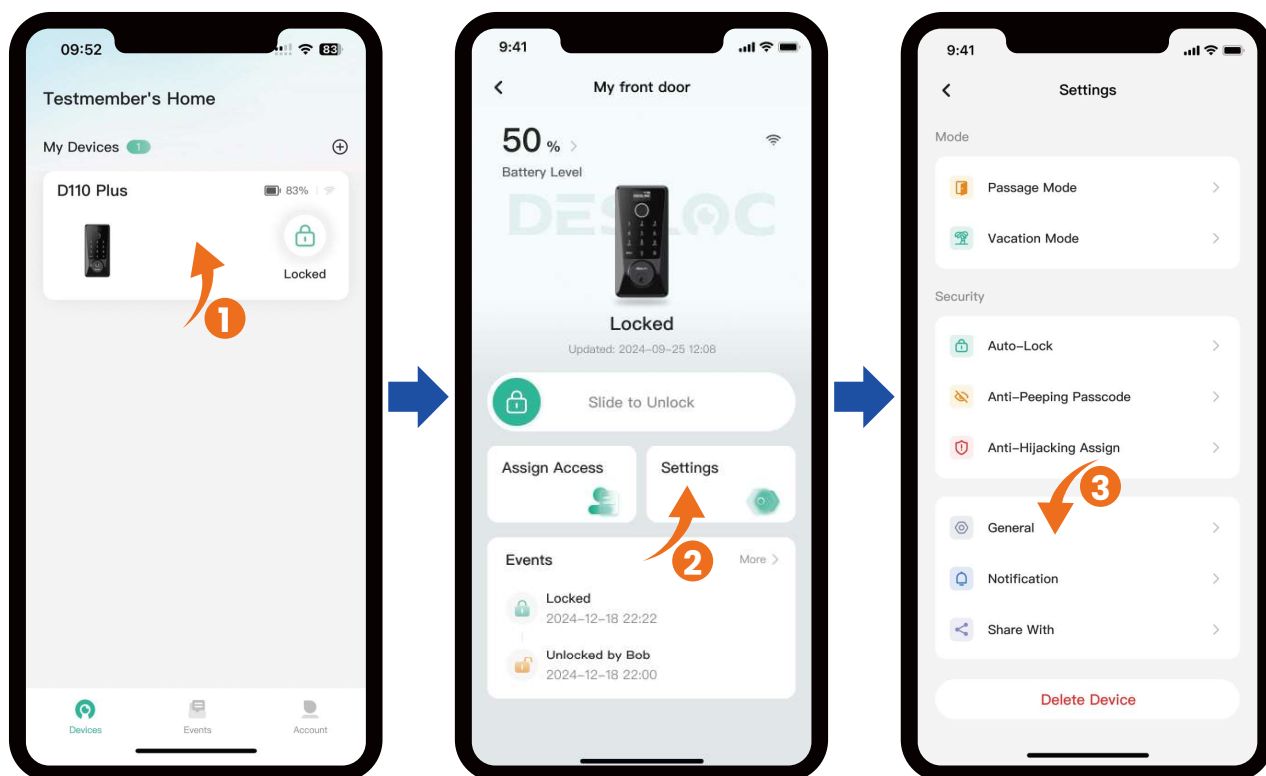 09:52
83
Testmember's Home
My Devices 1
D110 Plus
83%
Locked
1
Devices
Events
Account
9:41
My front door
50 %
Battery Level
DESLOC
Locked
Updated: 2024-09-25 12:08
Slide to Unlock
Assign Access
Settings
2
Events
More
Locked
2024-12-18 22:22
Unlocked by Bob
2024-12-18 22:00
9:41
Settings
Mode
Passage Mode
Vacation Mode
Security
Auto-Lock
Anti-Peeping Passcode
Anti-Hijacking Assign
3
General
Notification
Share With
Delete Device